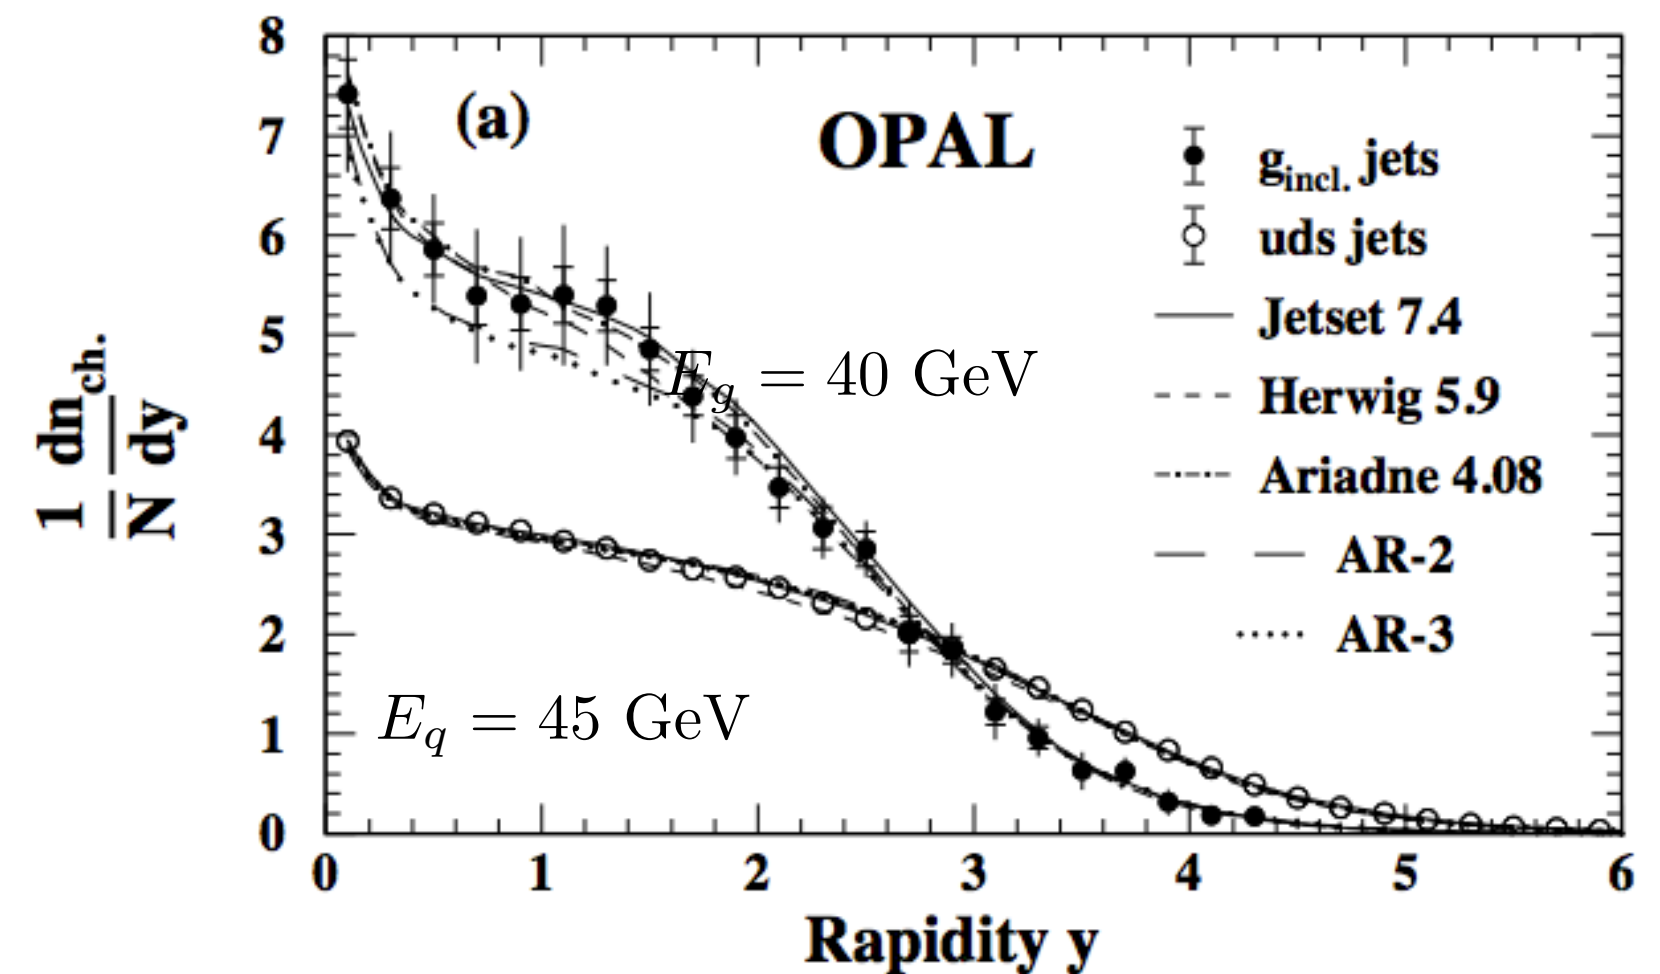 8
(a)
OPAL
7
g_incl. jets
6
uds jets
5
Jetset 7.4
E_g = 40 GeV
Herwig 5.9
4
Ariadne 4.08
3
AR-2
2
AR-3
1
E_q = 45 GeV
0
0 1 2 3 4 5 6
Rapidity y
1 dn_ch.
N dy